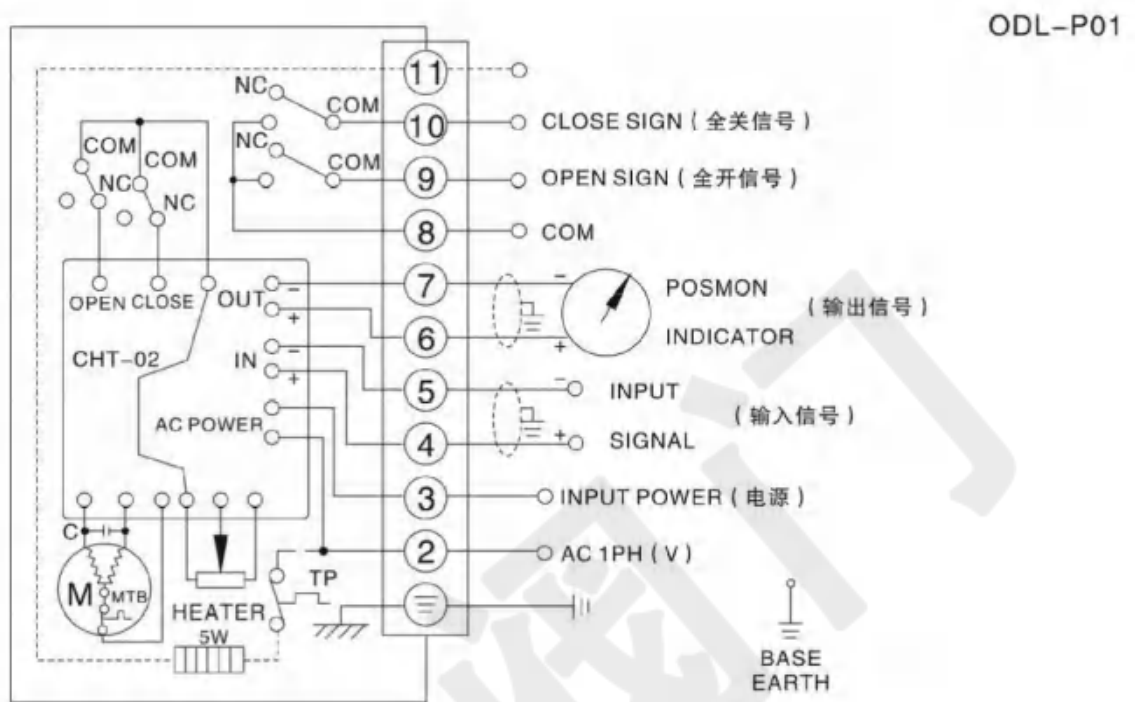 ODL-P01
11
NC
COM
10
CLOSE SIGN ( 全关信号 )
COM
COM
NC
COM
NC
NC
9
OPEN SIGN ( 全开信号 )
8
COM
OPEN CLOSE
OUT
-
+
7
-
POSMON
( 输出信号 )
6
+
INDICATOR
CHT-02
IN
-
+
5
-
INPUT
( 输入信号 )
AC POWER
4
+
SIGNAL
3
INPUT POWER ( 电源 )
C
2
AC 1PH ( V )
M
MTB
HEATER
5W
TP
BASE
EARTH
阀门